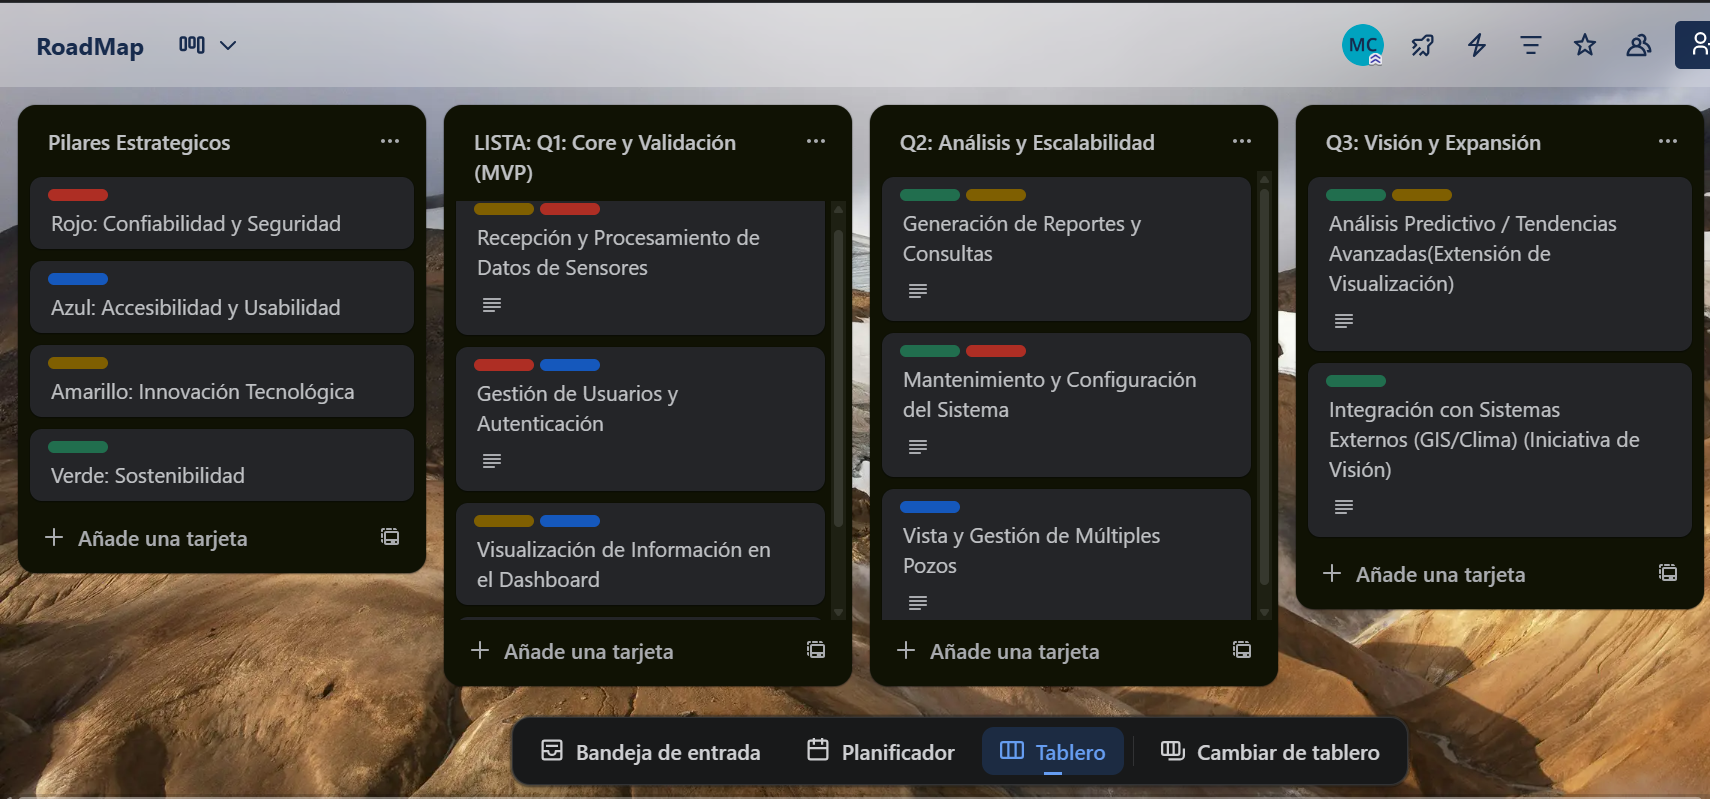 RoadMap
MC
Pilares Estrategicos
Rojo: Confiabilidad y Seguridad
Azul: Accesibilidad y Usabilidad
Amarillo: Innovación Tecnológica
Verde: Sostenibilidad
Añade una tarjeta
LISTA: Q1: Core y Validación
(MVP)
Recepción y Procesamiento de
Datos de Sensores
Gestión de Usuarios y
Autenticación
Visualización de Información en
el Dashboard
Añade una tarjeta
Q2: Análisis y Escalabilidad
Generación de Reportes y
Consultas
Mantenimiento y Configuración
del Sistema
Vista y Gestión de Múltiples
Pozos
Añade una tarjeta
Q3: Visión y Expansión
Análisis Predictivo / Tendencias
Avanzadas(Extensión de
Visualización)
Integración con Sistemas
Externos (GIS/Clima) (Iniciativa de
Visión)
Añade una tarjeta
Bandeja de entrada
Planificador
Tablero
Cambiar de tablero